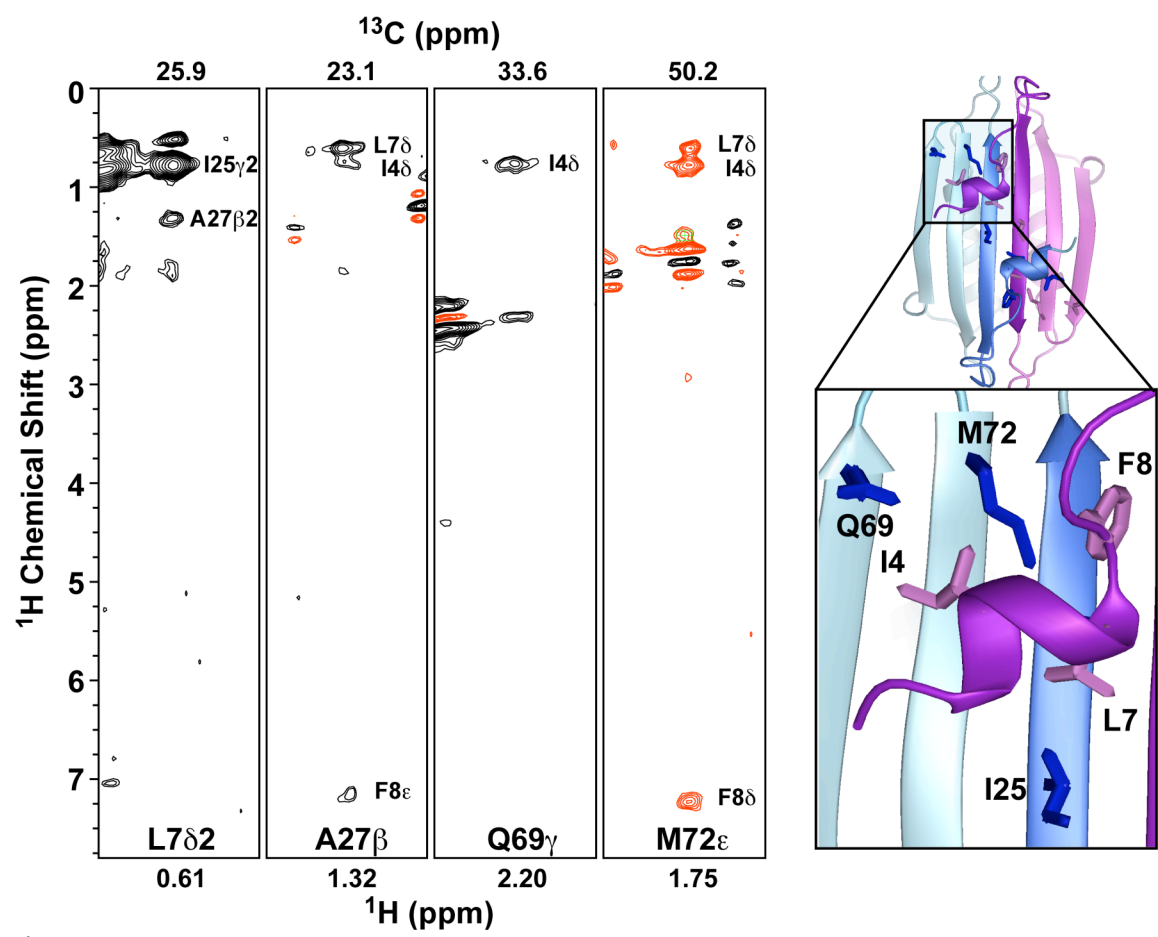 ¹³C (ppm)
25.9 23.1 33.6 50.2
0
1
2
3
4
5
6
7
¹H Chemical Shift (ppm)
I25γ2
A27β2
L7δ2
L7δ
I4δ
F8ε
A27β
I4δ
Q69γ
L7δ
I4δ
F8δ
M72ε
0.61 1.32 2.20 1.75
¹H (ppm)
M72
F8
Q69
I4
L7
I25